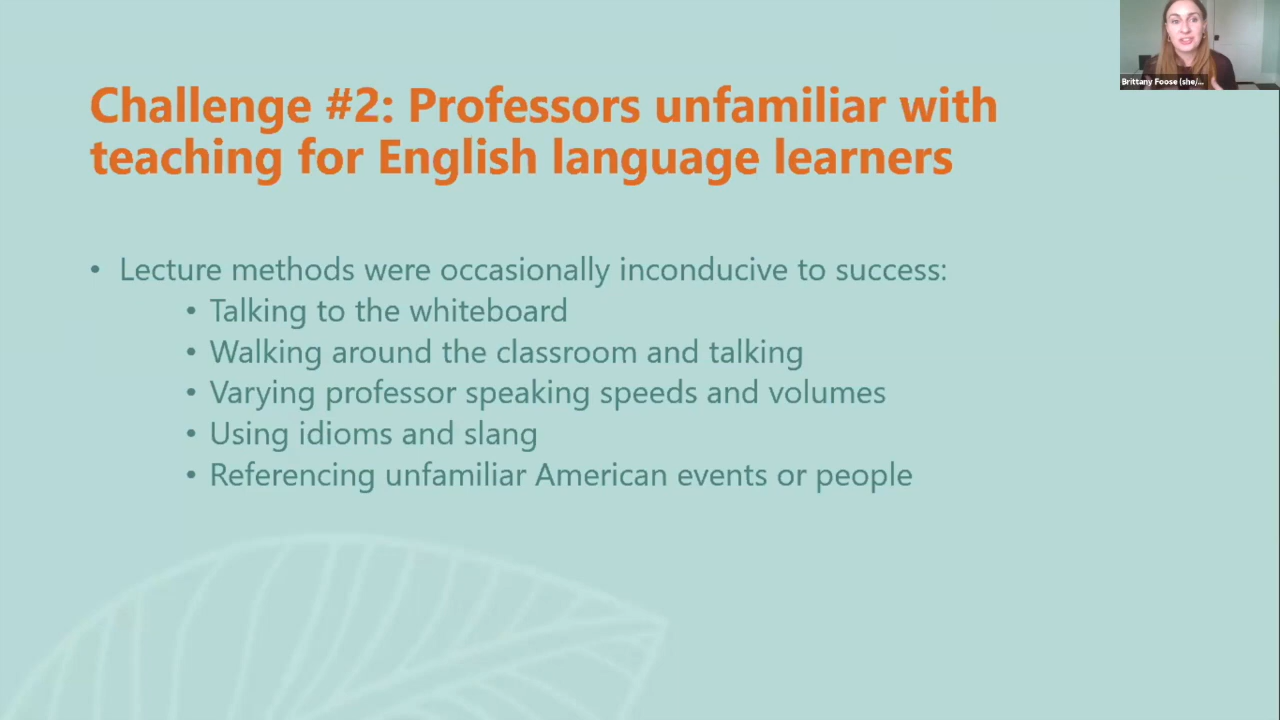 Brittany Foose (she/...
Challenge #2: Professors unfamiliar with
teaching for English language learners
• Lecture methods were occasionally inconducive to success:
• Talking to the whiteboard
• Walking around the classroom and talking
• Varying professor speaking speeds and volumes
• Using idioms and slang
• Referencing unfamiliar American events or people